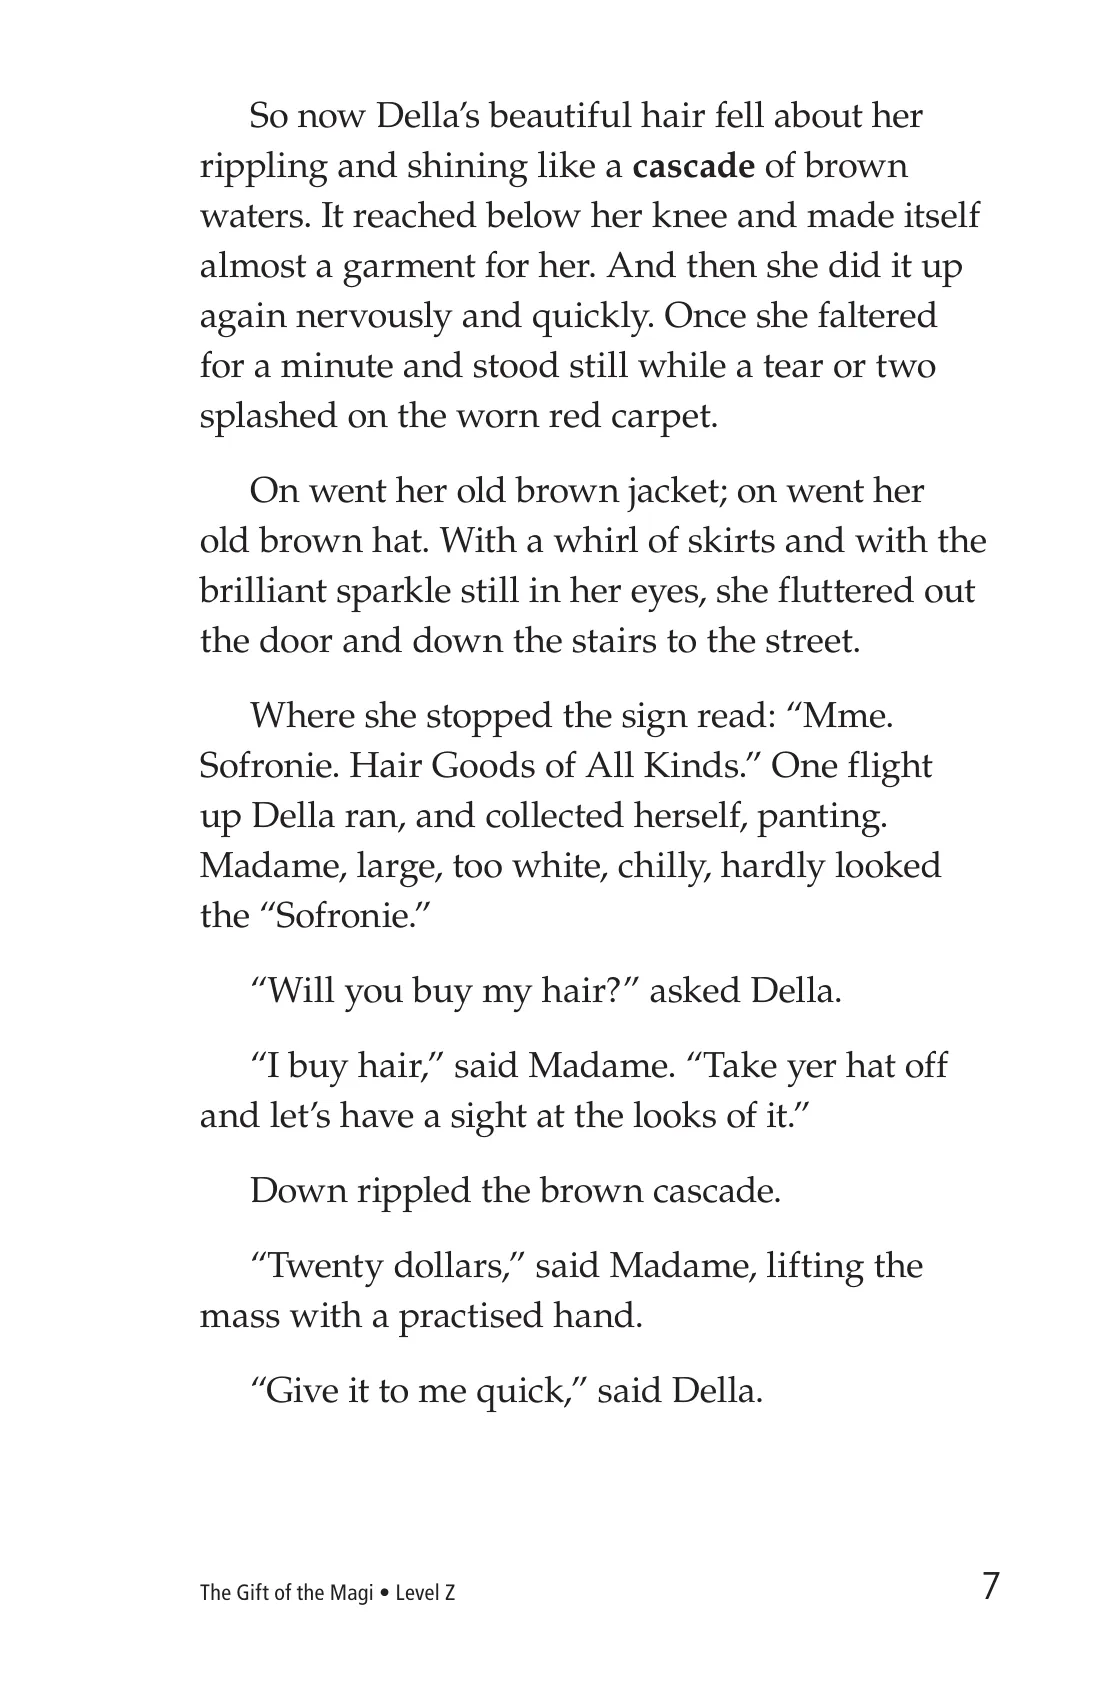 So now Della’s beautiful hair fell about her
rippling and shining like a cascade of brown
waters. It reached below her knee and made itself
almost a garment for her. And then she did it up
again nervously and quickly. Once she faltered
for a minute and stood still while a tear or two
splashed on the worn red carpet.
On went her old brown jacket; on went her
old brown hat. With a whirl of skirts and with the
brilliant sparkle still in her eyes, she fluttered out
the door and down the stairs to the street.
Where she stopped the sign read: “Mme.
Sofronie. Hair Goods of All Kinds.” One flight
up Della ran, and collected herself, panting.
Madame, large, too white, chilly, hardly looked
the “Sofronie.”
“Will you buy my hair?” asked Della.
“I buy hair,” said Madame. “Take yer hat off
and let’s have a sight at the looks of it.”
Down rippled the brown cascade.
“Twenty dollars,” said Madame, lifting the
mass with a practised hand.
“Give it to me quick,” said Della.
The Gift of the Magi • Level Z
7